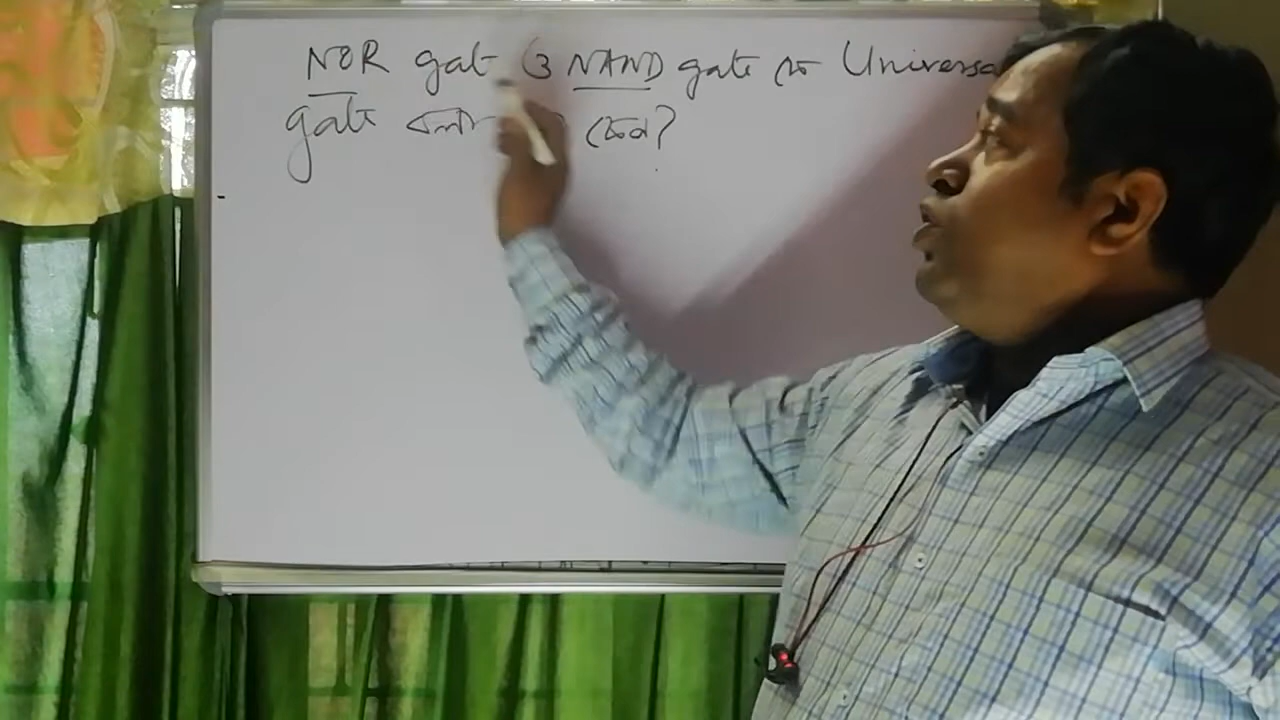 NOR gate ও NAND gate কে Universa
gate কেন?